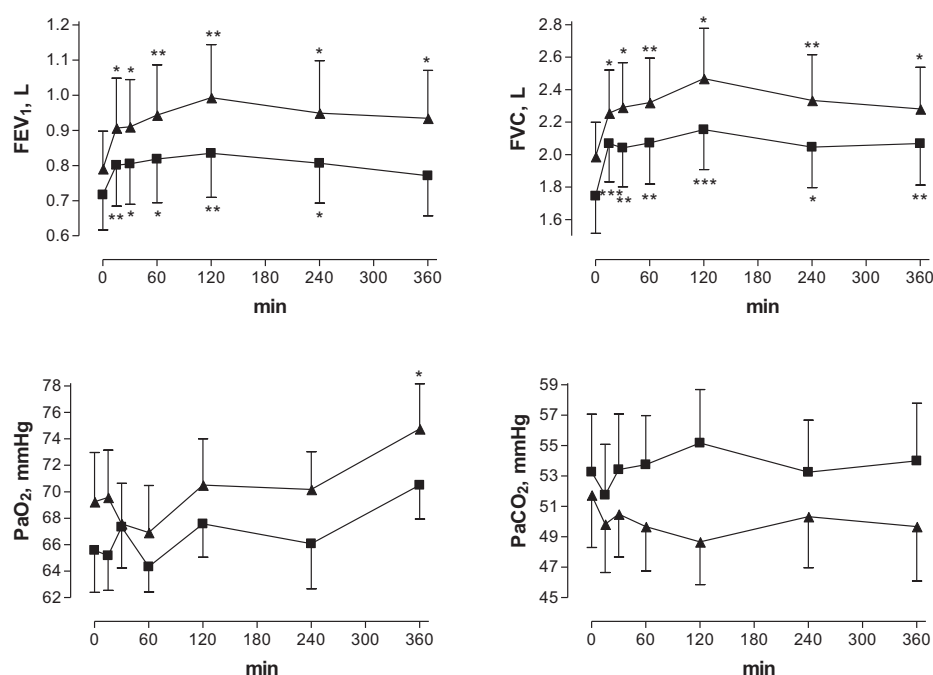 FEV1, L
1.2
1.1
1.0
0.9
0.8
0.7
0.6
* * ** ** * *
** * * ** *
0 60 120 180 240 300 360
min
FVC, L
2.8
2.6
2.4
2.2
2.0
1.8
1.6
* * ** * ** *
*** ** ** *** * **
0 60 120 180 240 300 360
min
PaO2, mmHg
78
76
74
72
70
68
66
64
62
*
0 60 120 180 240 300 360
min
PaCO2, mmHg
59
57
55
53
51
49
47
45
0 60 120 180 240 300 360
min